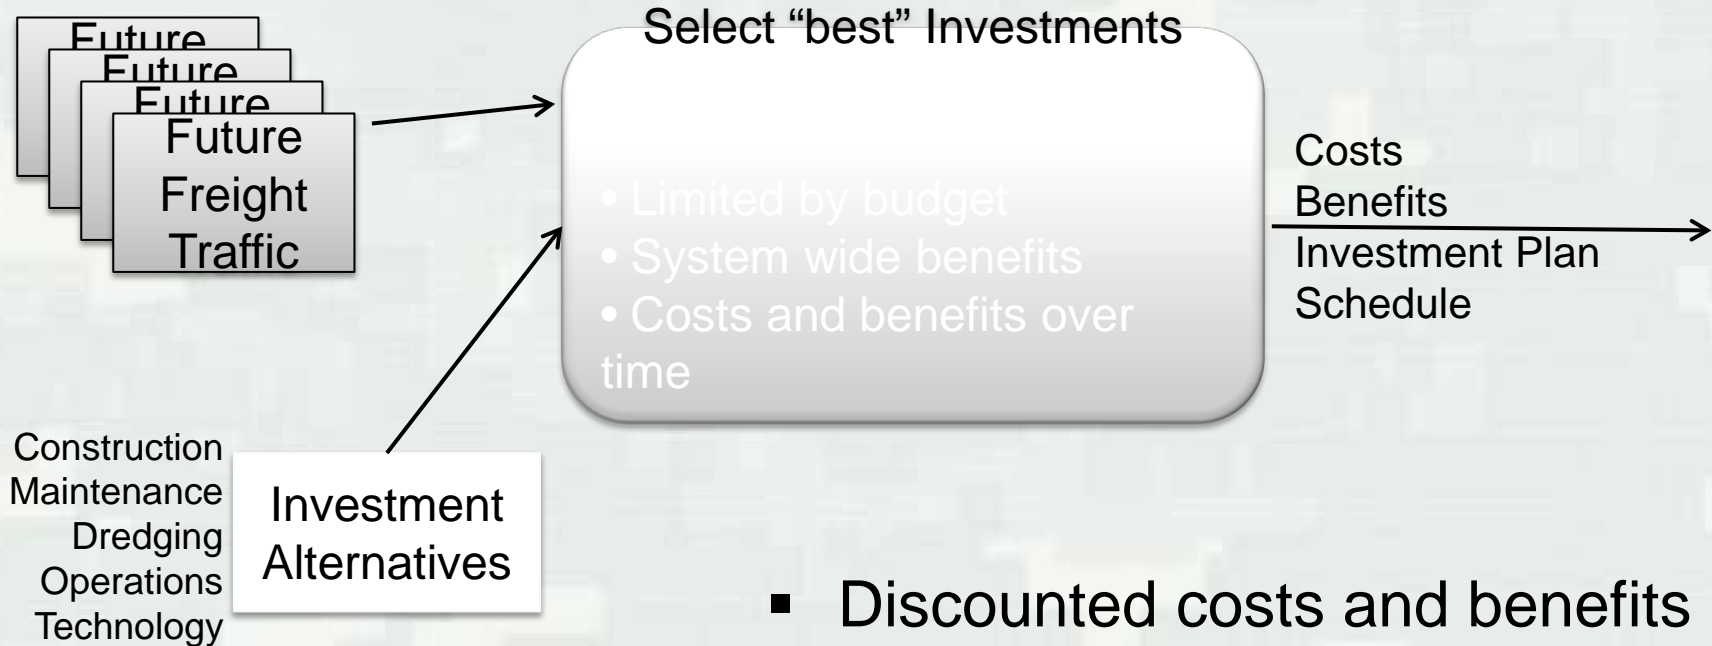 Future
Future
Future
Future
Freight
Traffic
Select “best” Investments
• Limited by budget
• System wide benefits
• Costs and benefits over
time
Costs
Benefits
Investment Plan
Schedule
Construction
Maintenance
Dredging
Operations
Technology
Investment
Alternatives
▪ Discounted costs and benefits